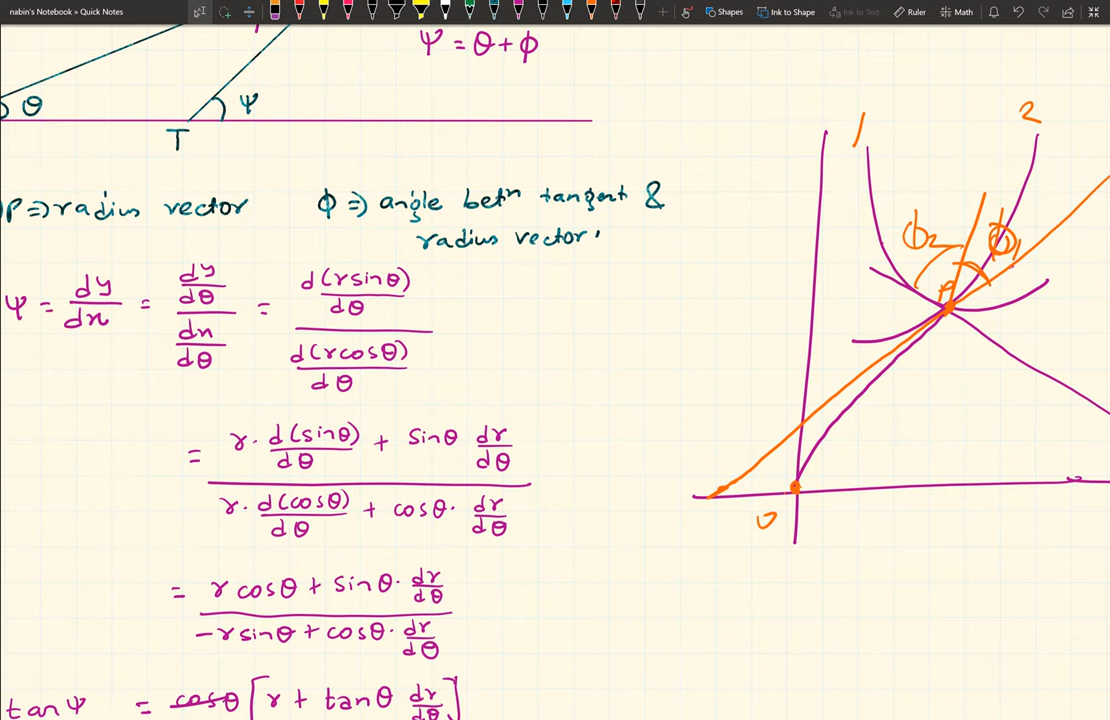 nabin's Notebook » Quick Notes
Shapes
Ink to Shape
Ink to Text
Ruler
Math
Ψ = θ + ϕ
θ
Ψ
T
P => radius vector
ϕ => angle betⁿ tangent &
radius vector.
Ψ = dy/dx = (dy/dθ)/(dx/dθ) = (d(rsinθ)/dθ)/(d(rcosθ)/dθ)
= (r. d(sinθ)/dθ + sinθ dr/dθ)/(r. d(cosθ)/dθ + cosθ. dr/dθ)
= (r cosθ + sinθ. dr/dθ)/(-r sinθ + cosθ. dr/dθ)
tan Ψ = cosθ [r + tanθ dr/dθ]
1
2
ϕ2
ϕ1
P
O